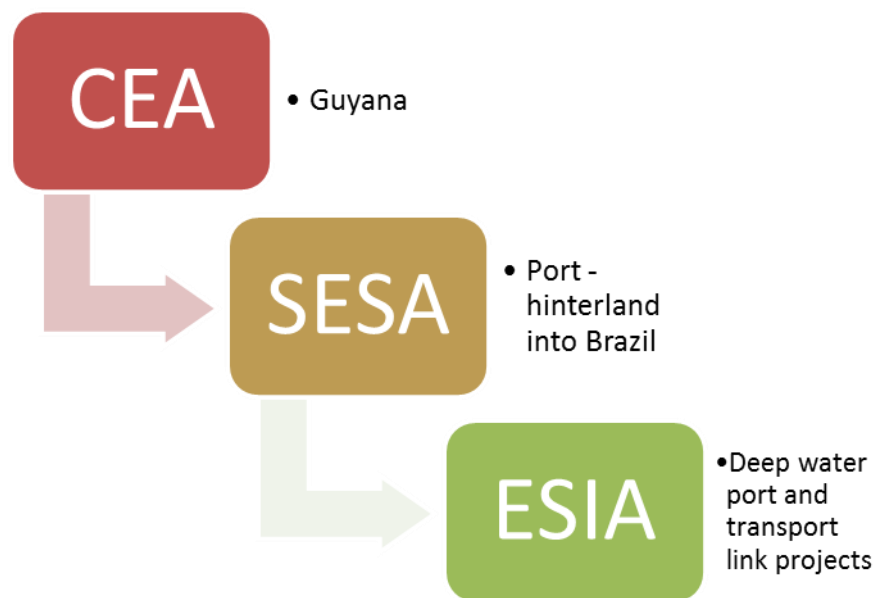 CEA
• Guyana
SESA
• Port -
hinterland
into Brazil
ESIA
•Deep water
port and
transport
link projects